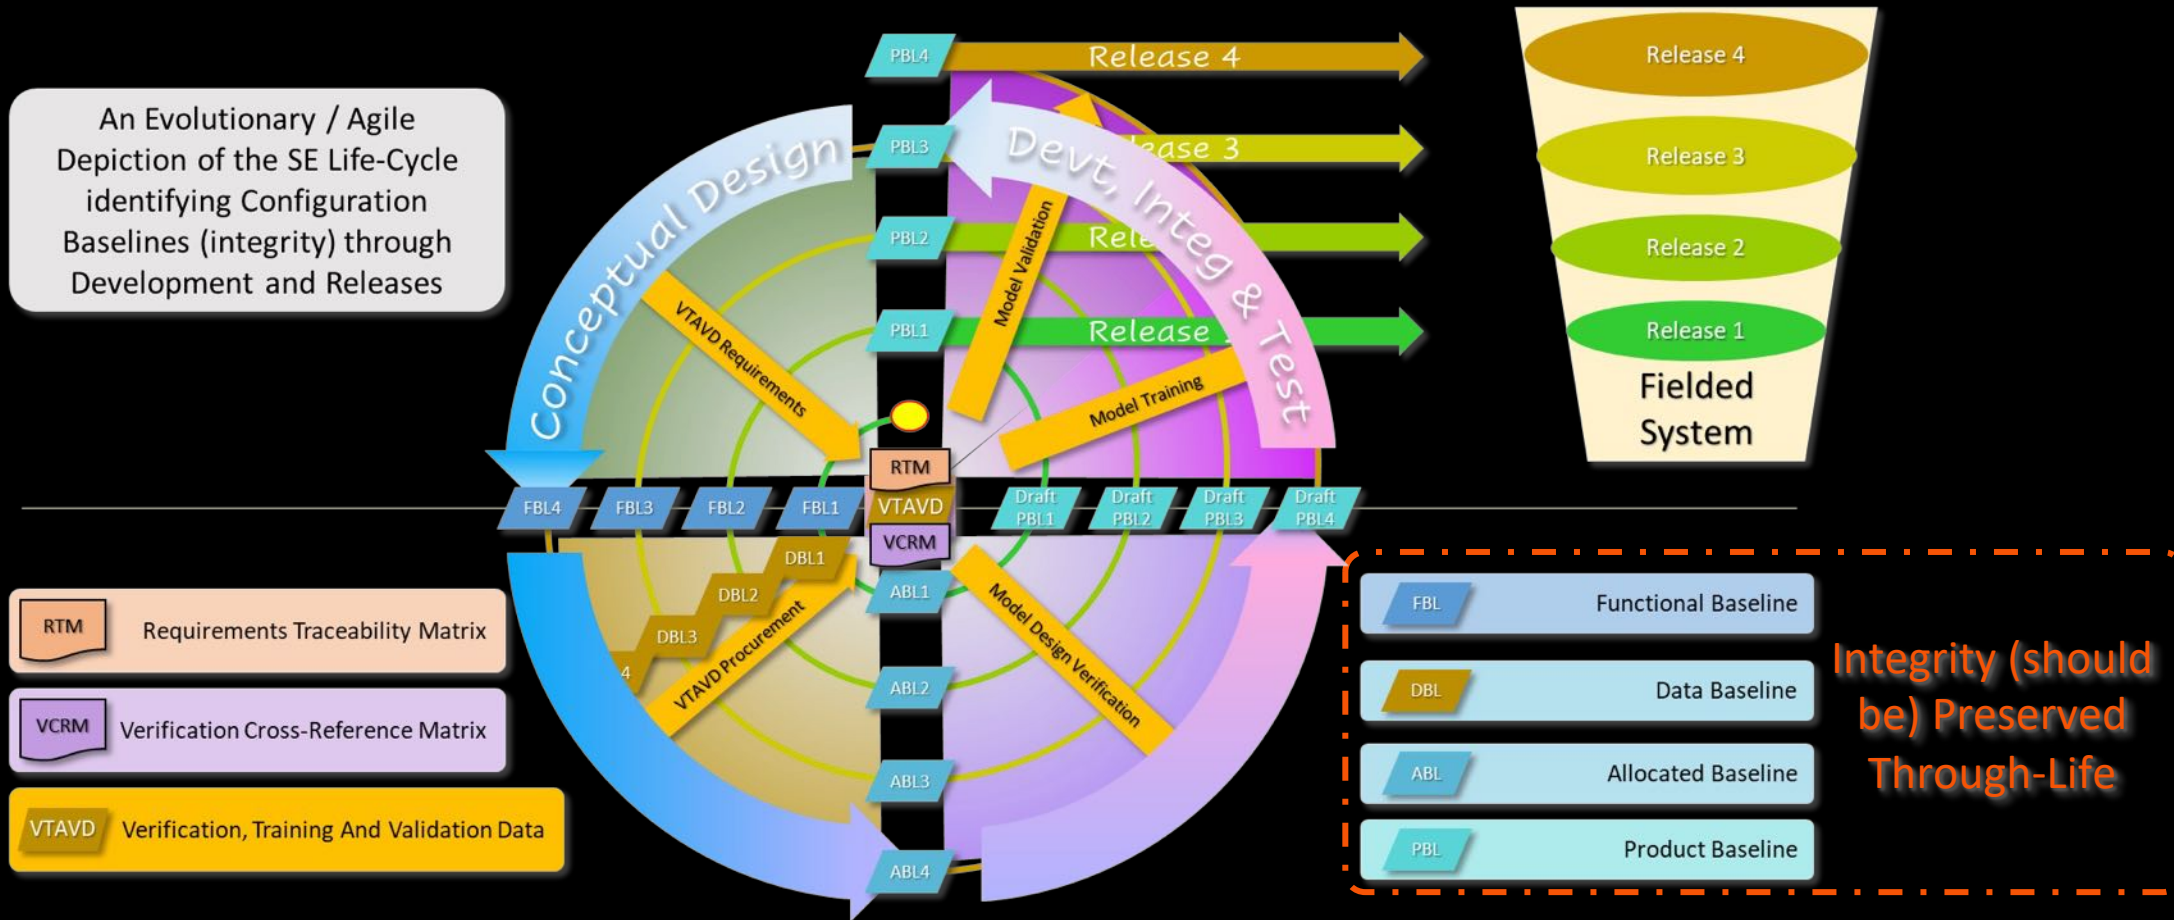 An Evolutionary / Agile
Depiction of the SE Life-Cycle
identifying Configuration
Baselines (integrity) through
Development and Releases
RTM
Requirements Traceability Matrix
VCRM
Verification Cross-Reference Matrix
VTAVD
Verification, Training And Validation Data
Conceptual Design
Devt, Integ & Test
PBL4
Release 4
PBL3
ease 3
PBL2
Rele
PBL1
Release
VTAVD Requirements
Model Validation
Model Training
RTM
VTAVD
VCRM
FBL4
FBL3
FBL2
FBL1
Draft
PBL1
Draft
PBL2
Draft
PBL3
Draft
PBL4
DBL1
DBL2
DBL3
4
VTAVD Procurement
Model Design Verification
ABL1
ABL2
ABL3
ABL4
Release 4
Release 3
Release 2
Release 1
Fielded
System
FBL
Functional Baseline
DBL
Data Baseline
ABL
Allocated Baseline
PBL
Product Baseline
Integrity (should
be) Preserved
Through-Life